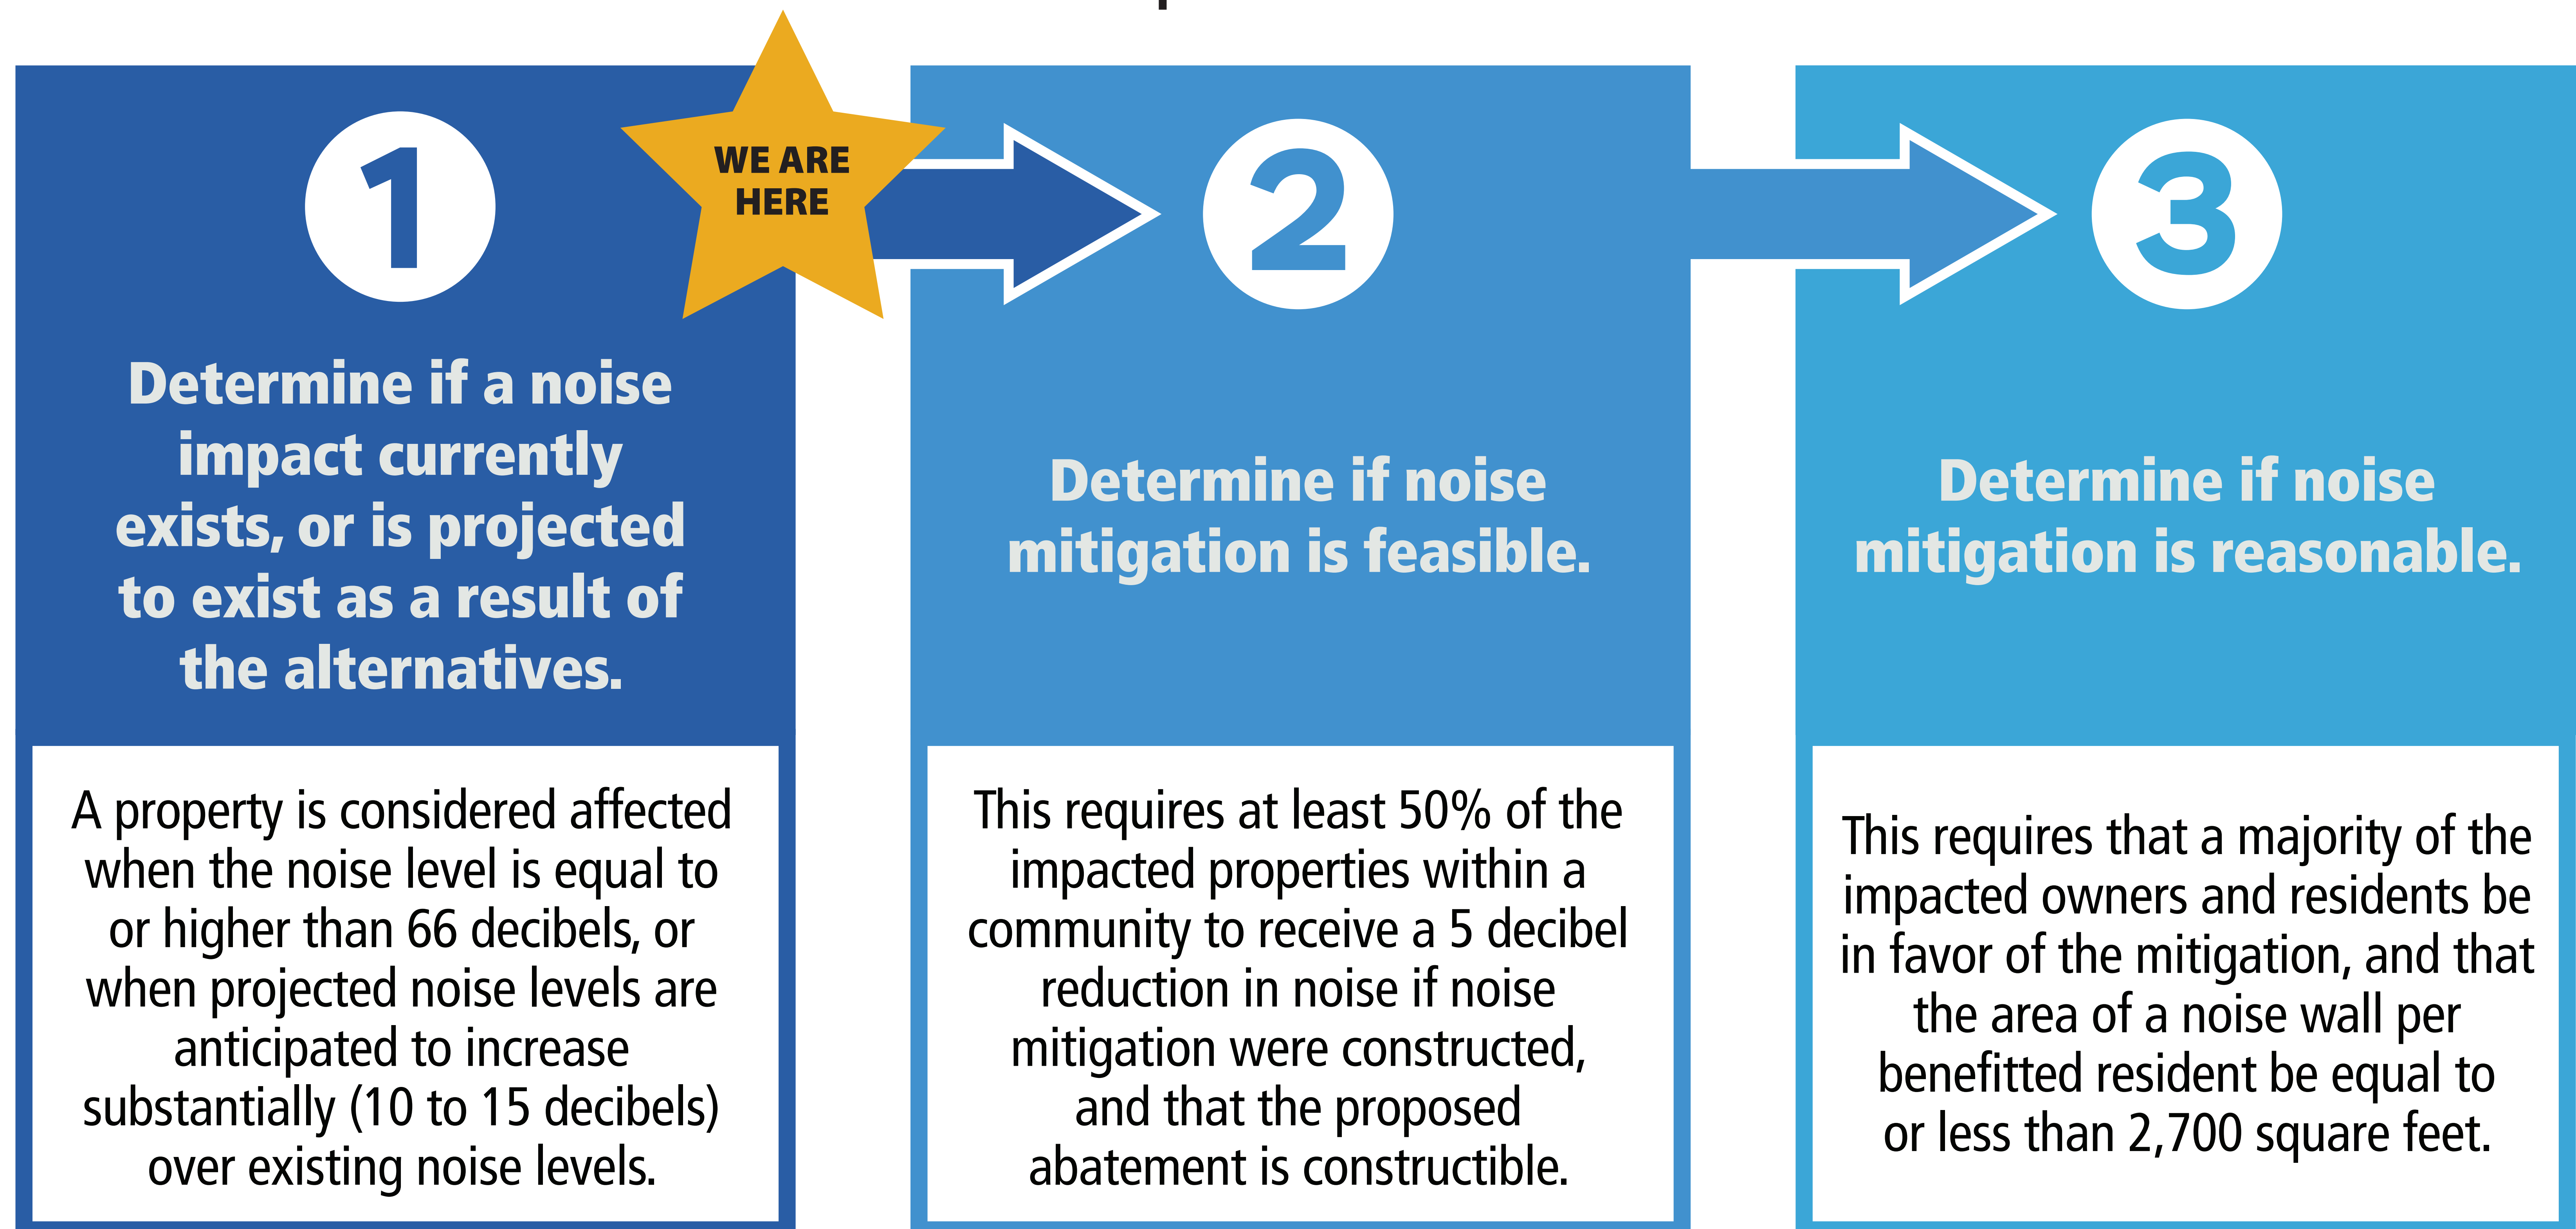 WE ARE
HERE
1
Determine if a noise
impact currently
exists, or is projected
to exist as a result of
the alternatives.
A property is considered affected
when the noise level is equal to
or higher than 66 decibels, or
when projected noise levels are
anticipated to increase
substantially (10 to 15 decibels)
over existing noise levels.
2
Determine if noise
mitigation is feasible.
This requires at least 50% of the
impacted properties within a
community to receive a 5 decibel
reduction in noise if noise
mitigation were constructed,
and that the proposed
abatement is constructible.
3
Determine if noise
mitigation is reasonable.
This requires that a majority of the
impacted owners and residents be
in favor of the mitigation, and that
the area of a noise wall per
benefitted resident be equal to
or less than 2,700 square feet.